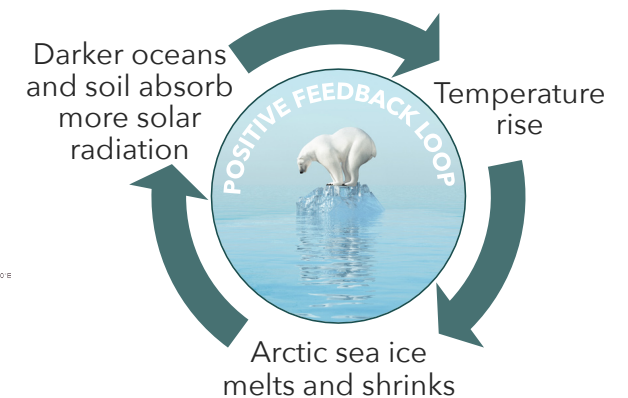 POSITIVE FEEDBACK LOOP
Darker oceans
and soil absorb
more solar
radiation
Temperature
rise
Arctic sea ice
melts and shrinks
0°E